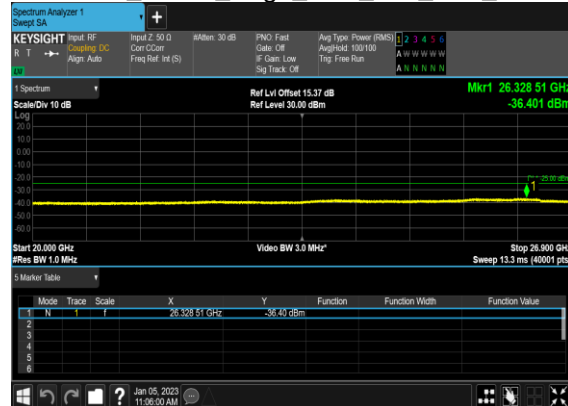 Spectrum Analyzer 1
Swept SA
+
KEYSIGHT
R T
Input: RF
Coupling: DC
Align: Auto
Input Z: 50 Ω
Corr CCorr
Freq Ref: Int (S)
#Atten: 30 dB
PNO: Fast
Gate: Off
IF Gain: Low
Sig Track: Off
Avg Type: Power (RMS)
Avg|Hold: 100/100
Trig: Free Run
1 2 3 4 5 6
A W W W W W
A N N N N N
1 Spectrum
Scale/Div 10 dB
Ref Lvl Offset 15.37 dB
Ref Level 30.00 dBm
Mkr1 26.328 51 GHz
-36.401 dBm
Log
20.0
10.0
0.00
-10.0
-20.0
-30.0
-40.0
-50.0
-60.0
1
Start 20.000 GHz
#Res BW 1.0 MHz
Video BW 3.0 MHz*
Stop 26.900 GHz
Sweep 13.3 ms (40001 pts)
5 Marker Table
Mode Trace Scale X Y Function Function Width Function Value
1 N 1 f 26.328 51 GHz -36.40 dBm
2
3
4
5
6
?
Jan 05, 2023
11:06:00 AM